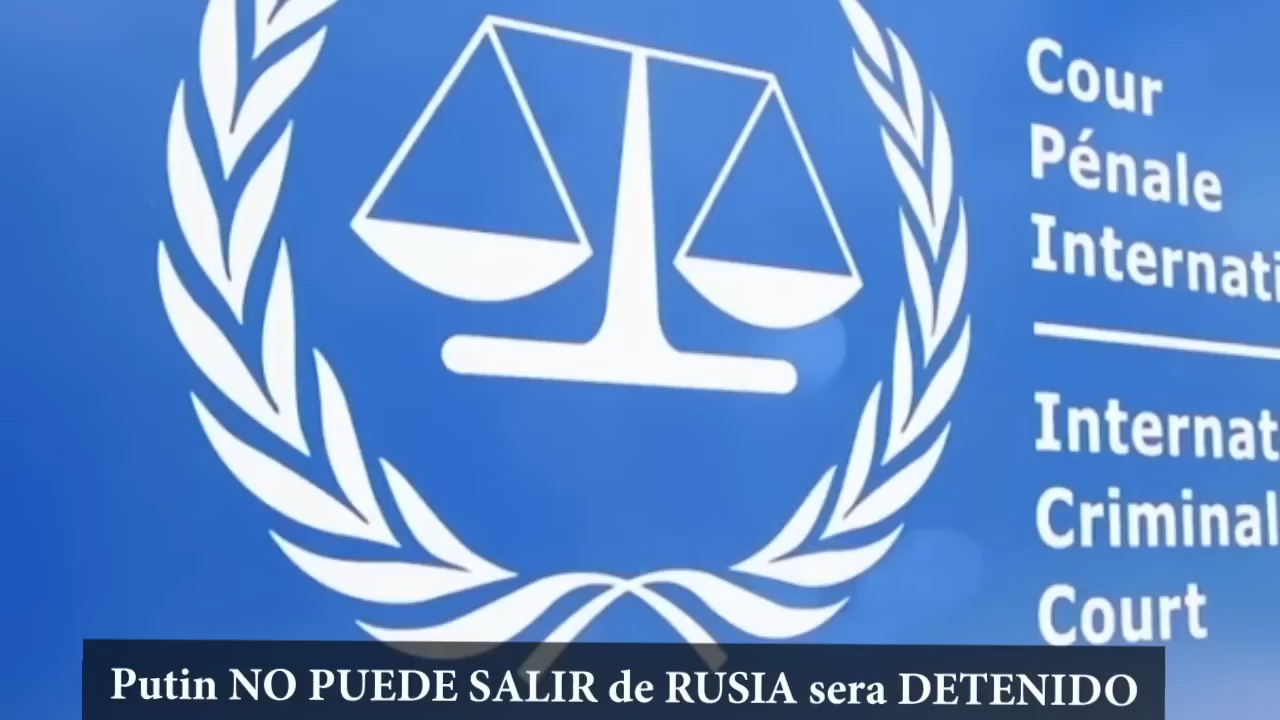 Cour
Pénale
Internati
Internat
Criminal
Court
Putin NO PUEDE SALIR de RUSIA sera DETENIDO